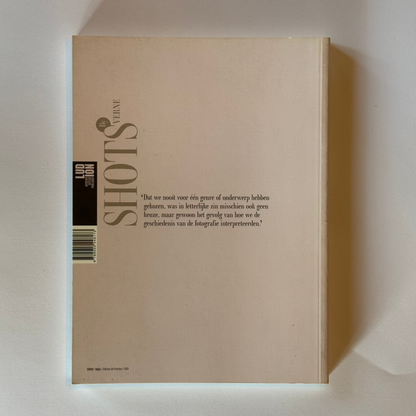 SHOTS
VERNE
LUD
ION
"Dat we nooit voor één genre of onderwerp hebben
gekozen, was in letterlijke zin misschien ook geen
keuze, maar gewoon het gevolg van hoe we de
geschiedenis van de fotografie interpreteerden."